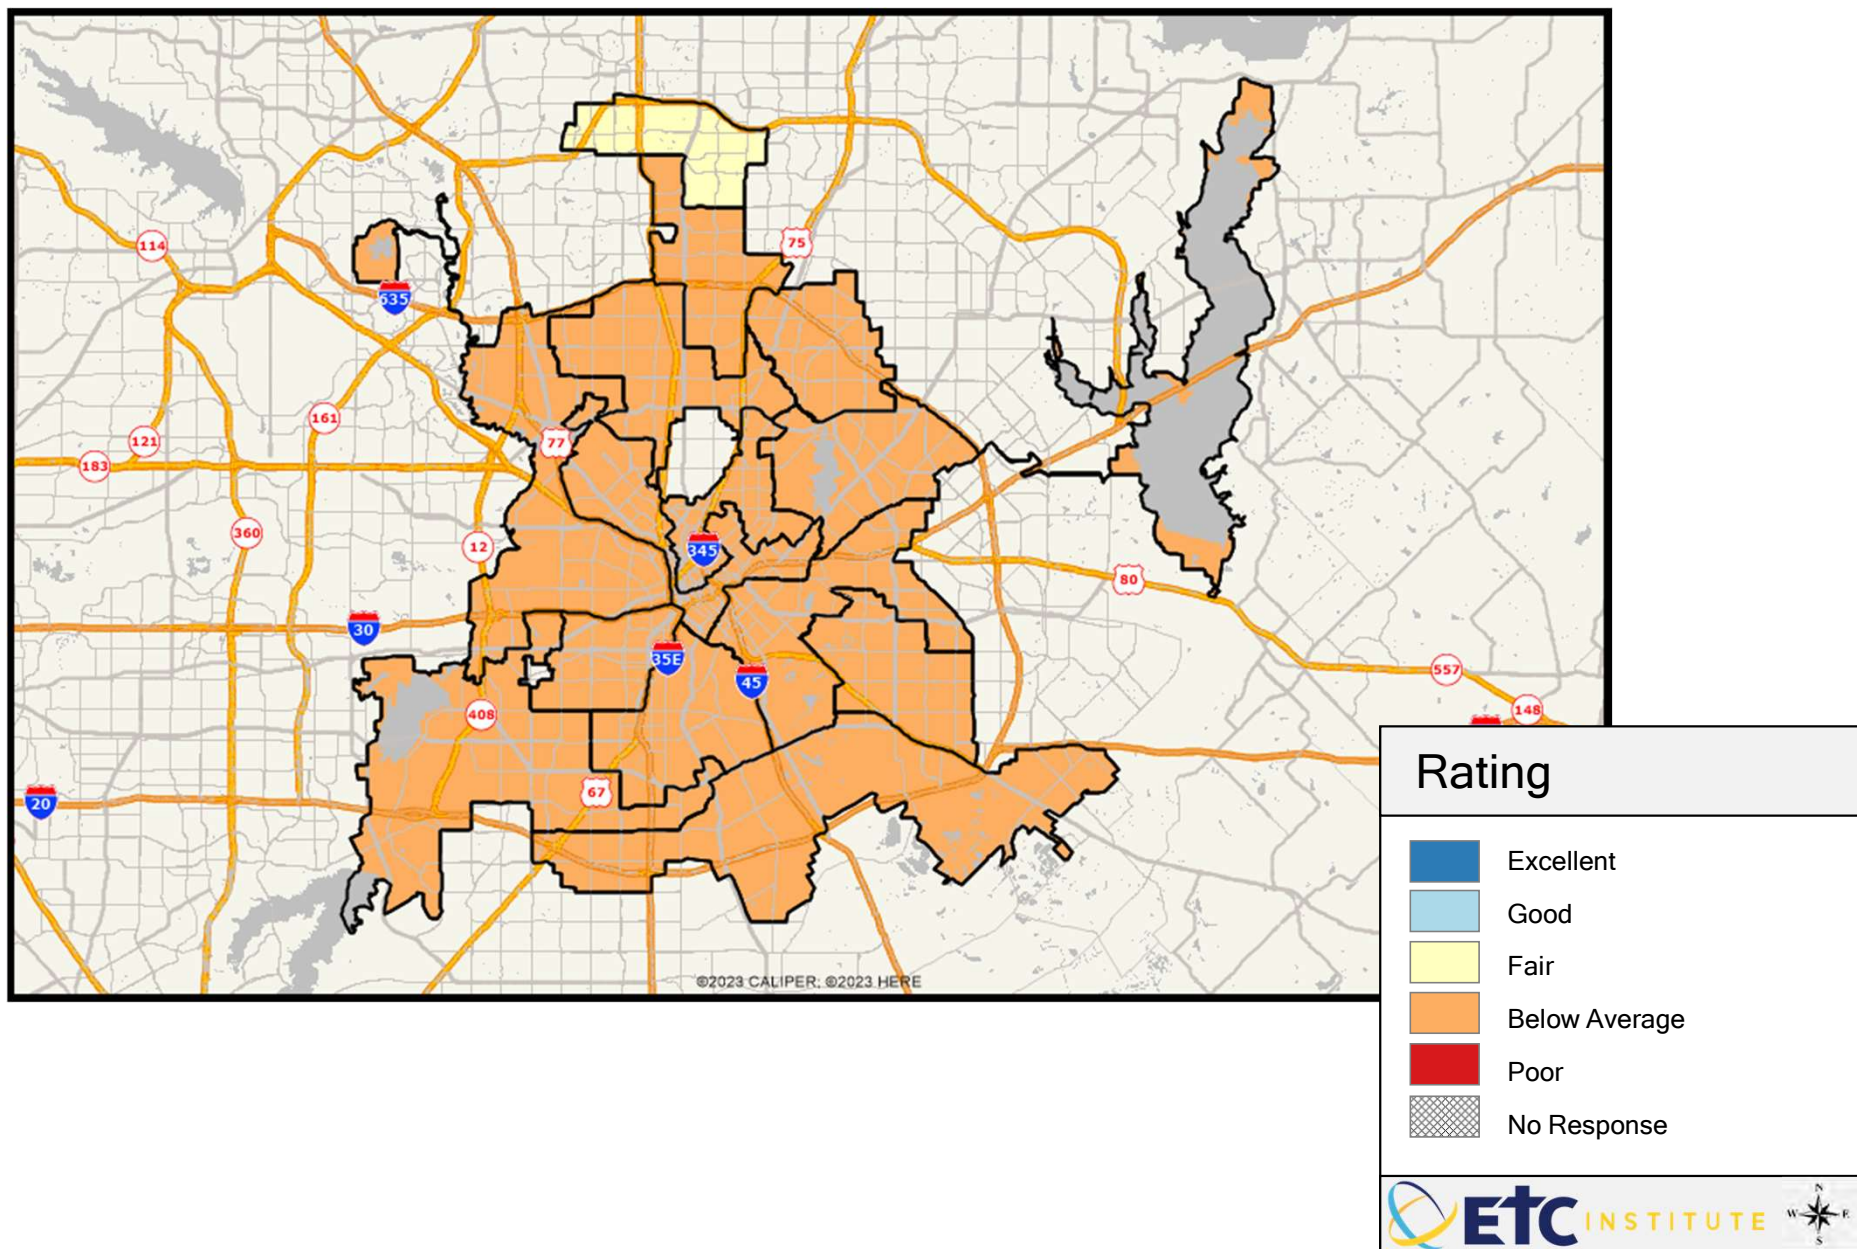 114
75
635
161
77
121
183
360
12
345
80
30
35E
45
557
408
148
67
20
©2023 CALIPER; ©2023 HERE
Rating
Excellent
Good
Fair
Below Average
Poor
No Response
ETC INSTITUTE
N
W E
S